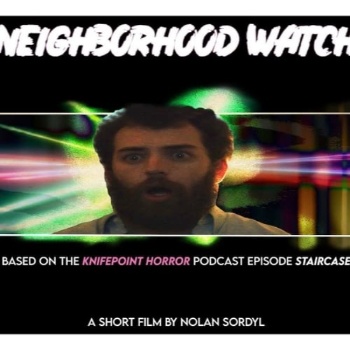 NEIGHBORHOOD WATCH
BASED ON THE KNIFEPOINT HORROR PODCAST EPISODE STAIRCASE
A SHORT FILM BY NOLAN SORDYL